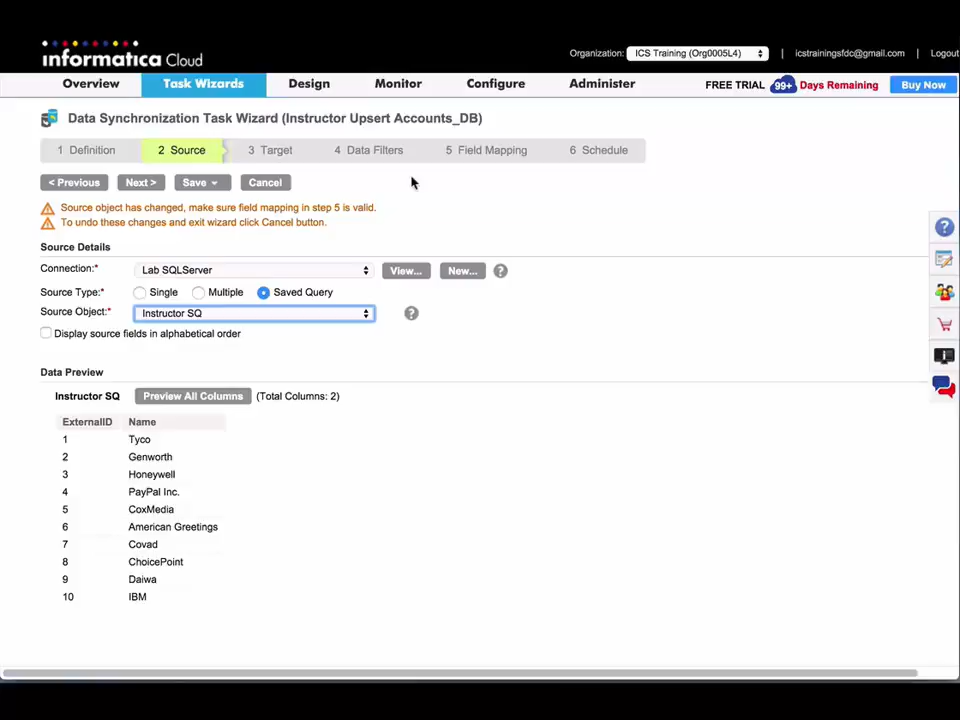 informatica Cloud
Organization: ICS Training (Org0005L4) | icstrainingsfdc@gmail.com | Logout
Overview Task Wizards Design Monitor Configure Administer FREE TRIAL 99+ Days Remaining Buy Now
Data Synchronization Task Wizard (Instructor Upsert Accounts_DB)
1 Definition 2 Source 3 Target 4 Data Filters 5 Field Mapping 6 Schedule
< Previous Next > Save Cancel
Source object has changed, make sure field mapping in step 5 is valid.
To undo these changes and exit wizard click Cancel button.
Source Details
Connection:* Lab SQLServer View... New... ?
Source Type:* Single Multiple Saved Query
Source Object:* Instructor SQ ?
Display source fields in alphabetical order
Data Preview
Instructor SQ Preview All Columns (Total Columns: 2)
ExternalID Name
1 Tyco
2 Genworth
3 Honeywell
4 PayPal Inc.
5 CoxMedia
6 American Greetings
7 Covad
8 ChoicePoint
9 Daiwa
10 IBM